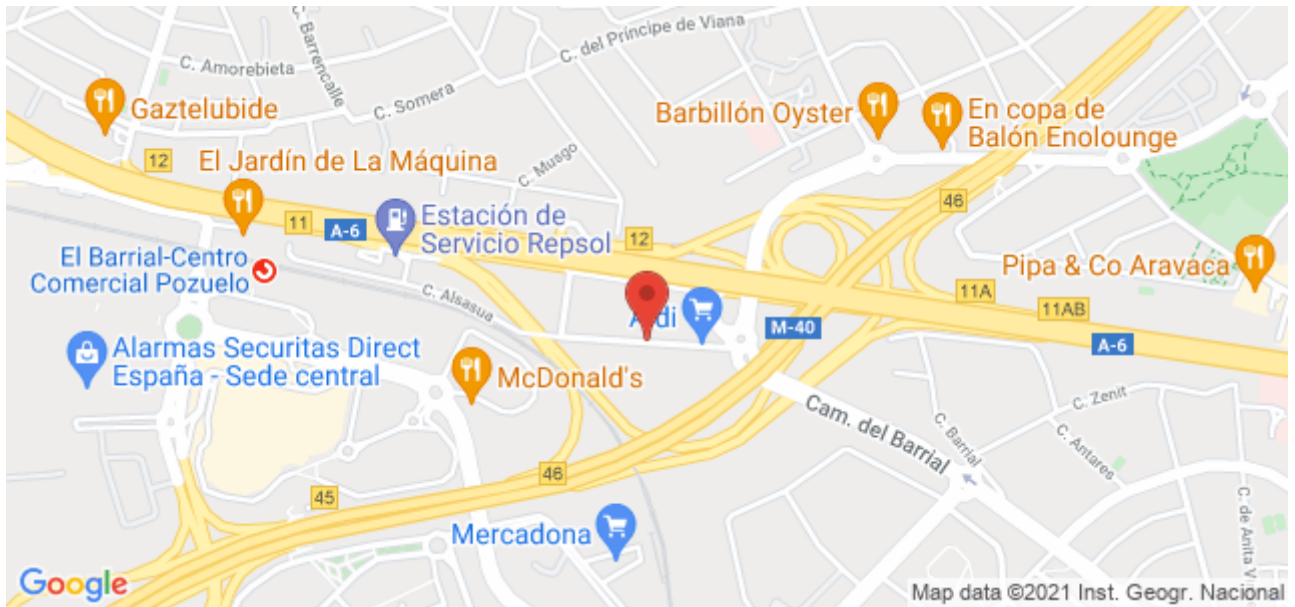 C. del Príncipe de Viana
C. Barrencalle
C. Amorebieta
C. Somera
Gaztelubide
Barbillón Oyster
En copa de
Balón Enolounge
12
El Jardín de La Máquina
C. Musgo
46
11
A-6
Estación de
Servicio Repsol
12
El Barrial-Centro
Comercial Pozuelo
Pipa & Co Aravaca
11A
11AB
C. Alsasua
M-40
A-6
Alarmas Securitas Direct
España - Sede central
McDonald's
C. Zenit
Cam. del Barrial
C. Barrial
C. Antares
46
45
Mercadona
Google
Map data ©2021 Inst. Geogr. Nacional